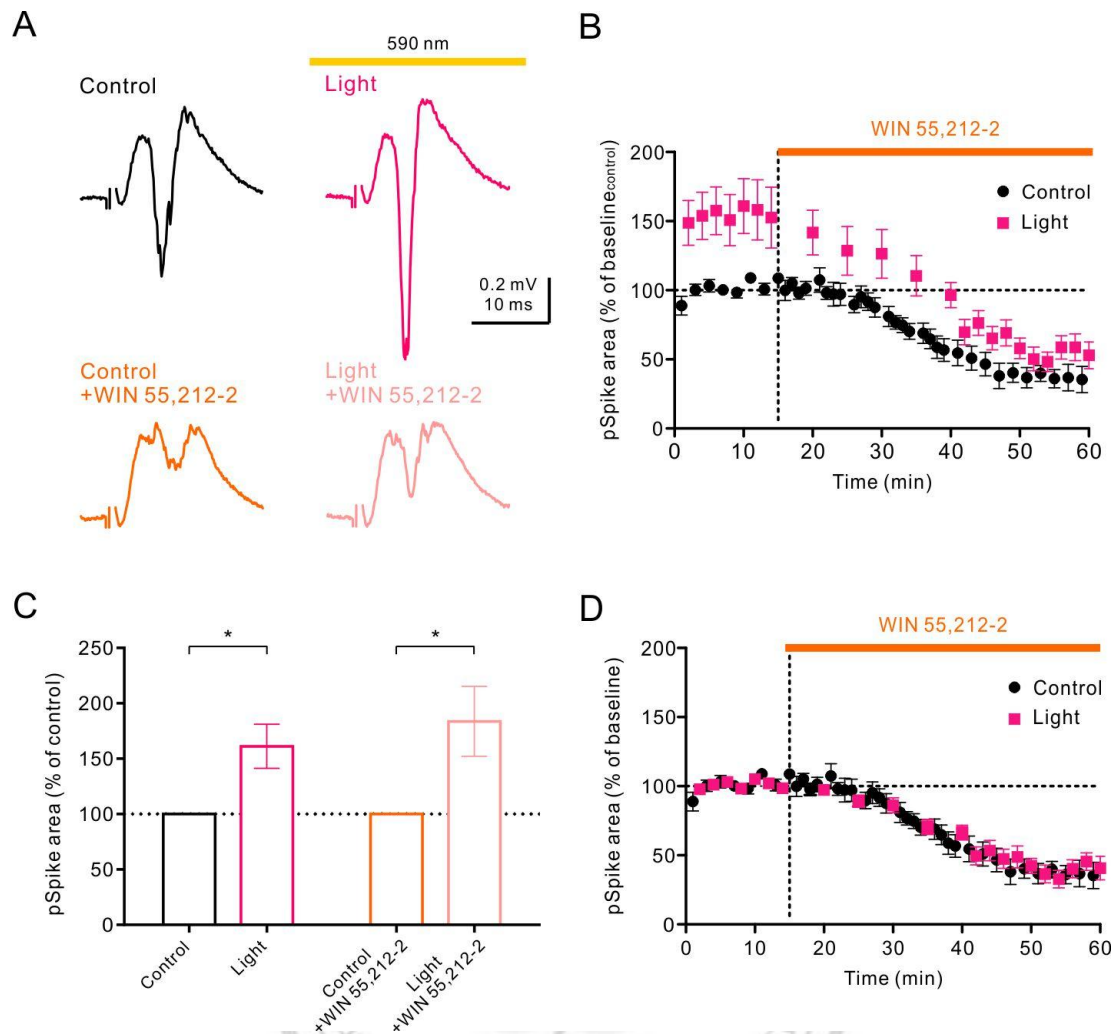 A
590 nm
Control
Light
0.2 mV
10 ms
Control
+WIN 55,212-2
Light
+WIN 55,212-2
B
WIN 55,212-2
200
150
100
50
0
pSpike area (% of baselinecontrol)
Control
Light
0 10 20 30 40 50 60
Time (min)
C
250
200
150
100
50
0
pSpike area (% of control)
*
*
Control
Light
Control
+WIN 55,212-2
Light
+WIN 55,212-2
D
WIN 55,212-2
200
150
100
50
0
pSpike area (% of baseline)
Control
Light
0 10 20 30 40 50 60
Time (min)